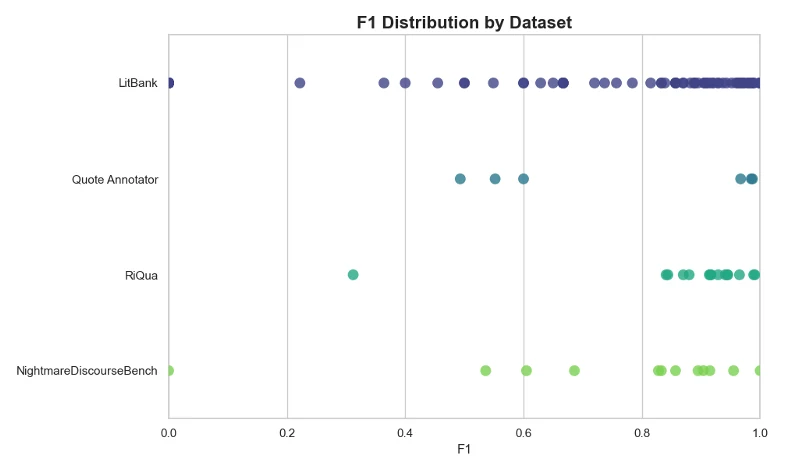 F1 Distribution by Dataset
LitBank
Quote Annotator
RiQua
NightmareDiscourseBench
0.0 0.2 0.4 0.6 0.8 1.0
F1